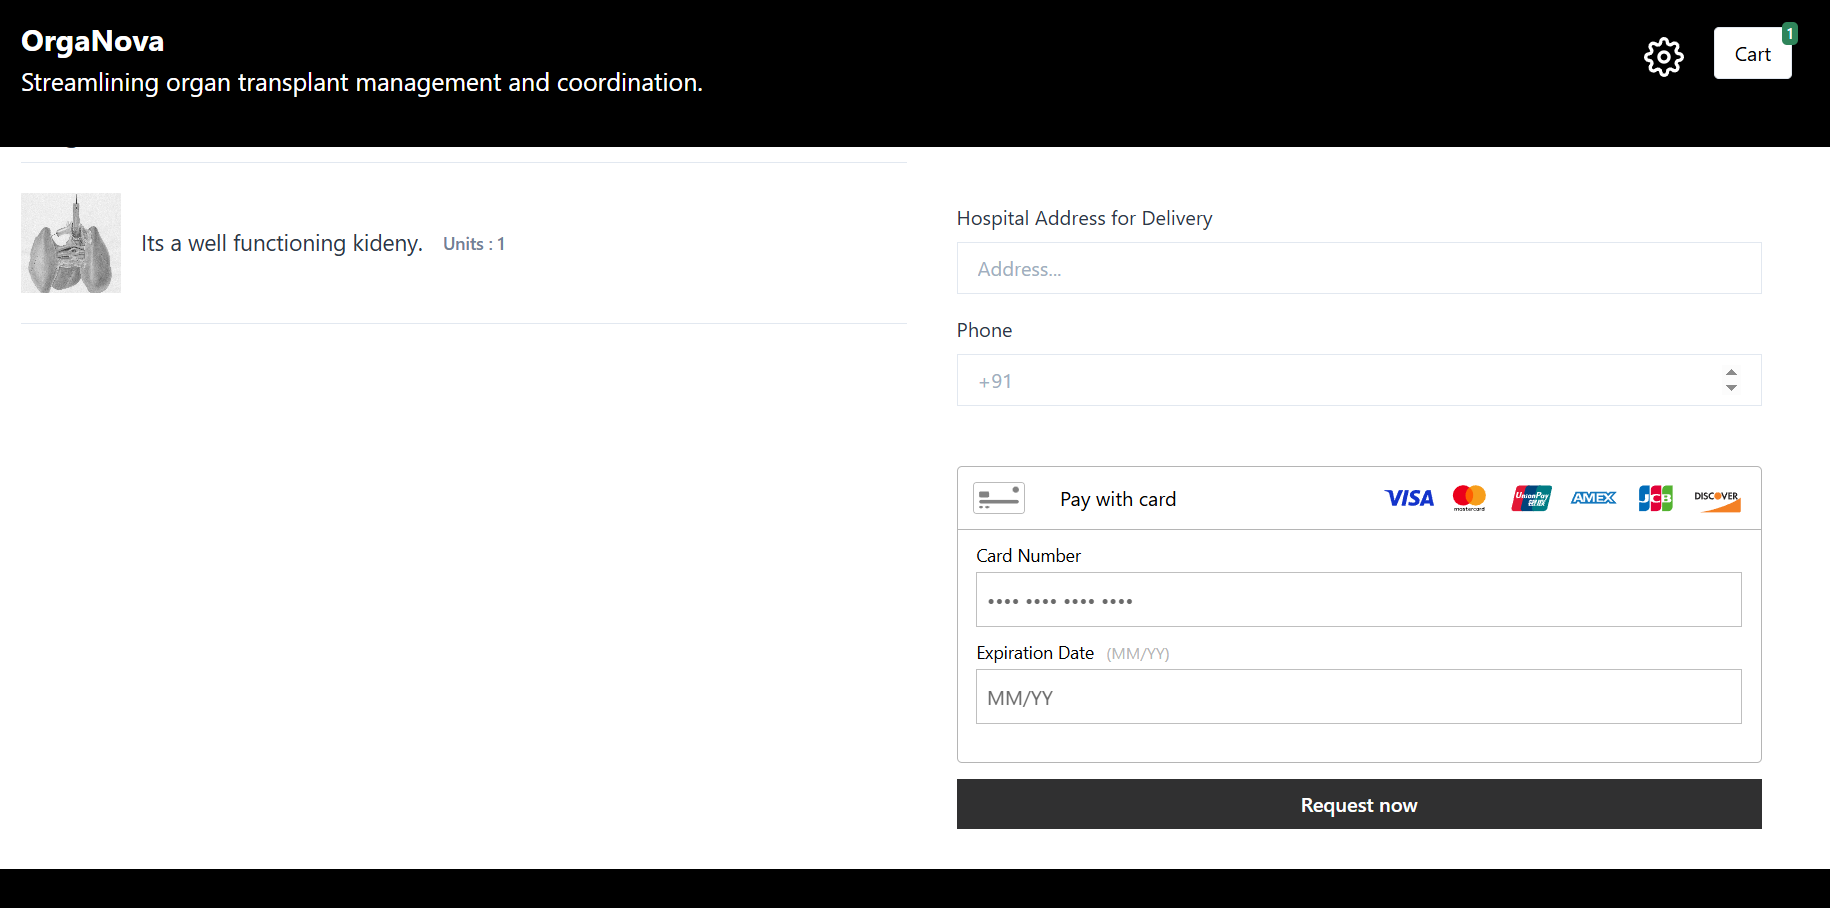 OrgaNova
Streamlining organ transplant management and coordination.
Cart
1
Its a well functioning kideny.
Units : 1
Hospital Address for Delivery
Address...
Phone
+91
Pay with card
VISA
mastercard
UnionPay
银联
AMEX
JCB
DISCOVER
Card Number
•••• •••• •••• ••••
Expiration Date (MM/YY)
MM/YY
Request now